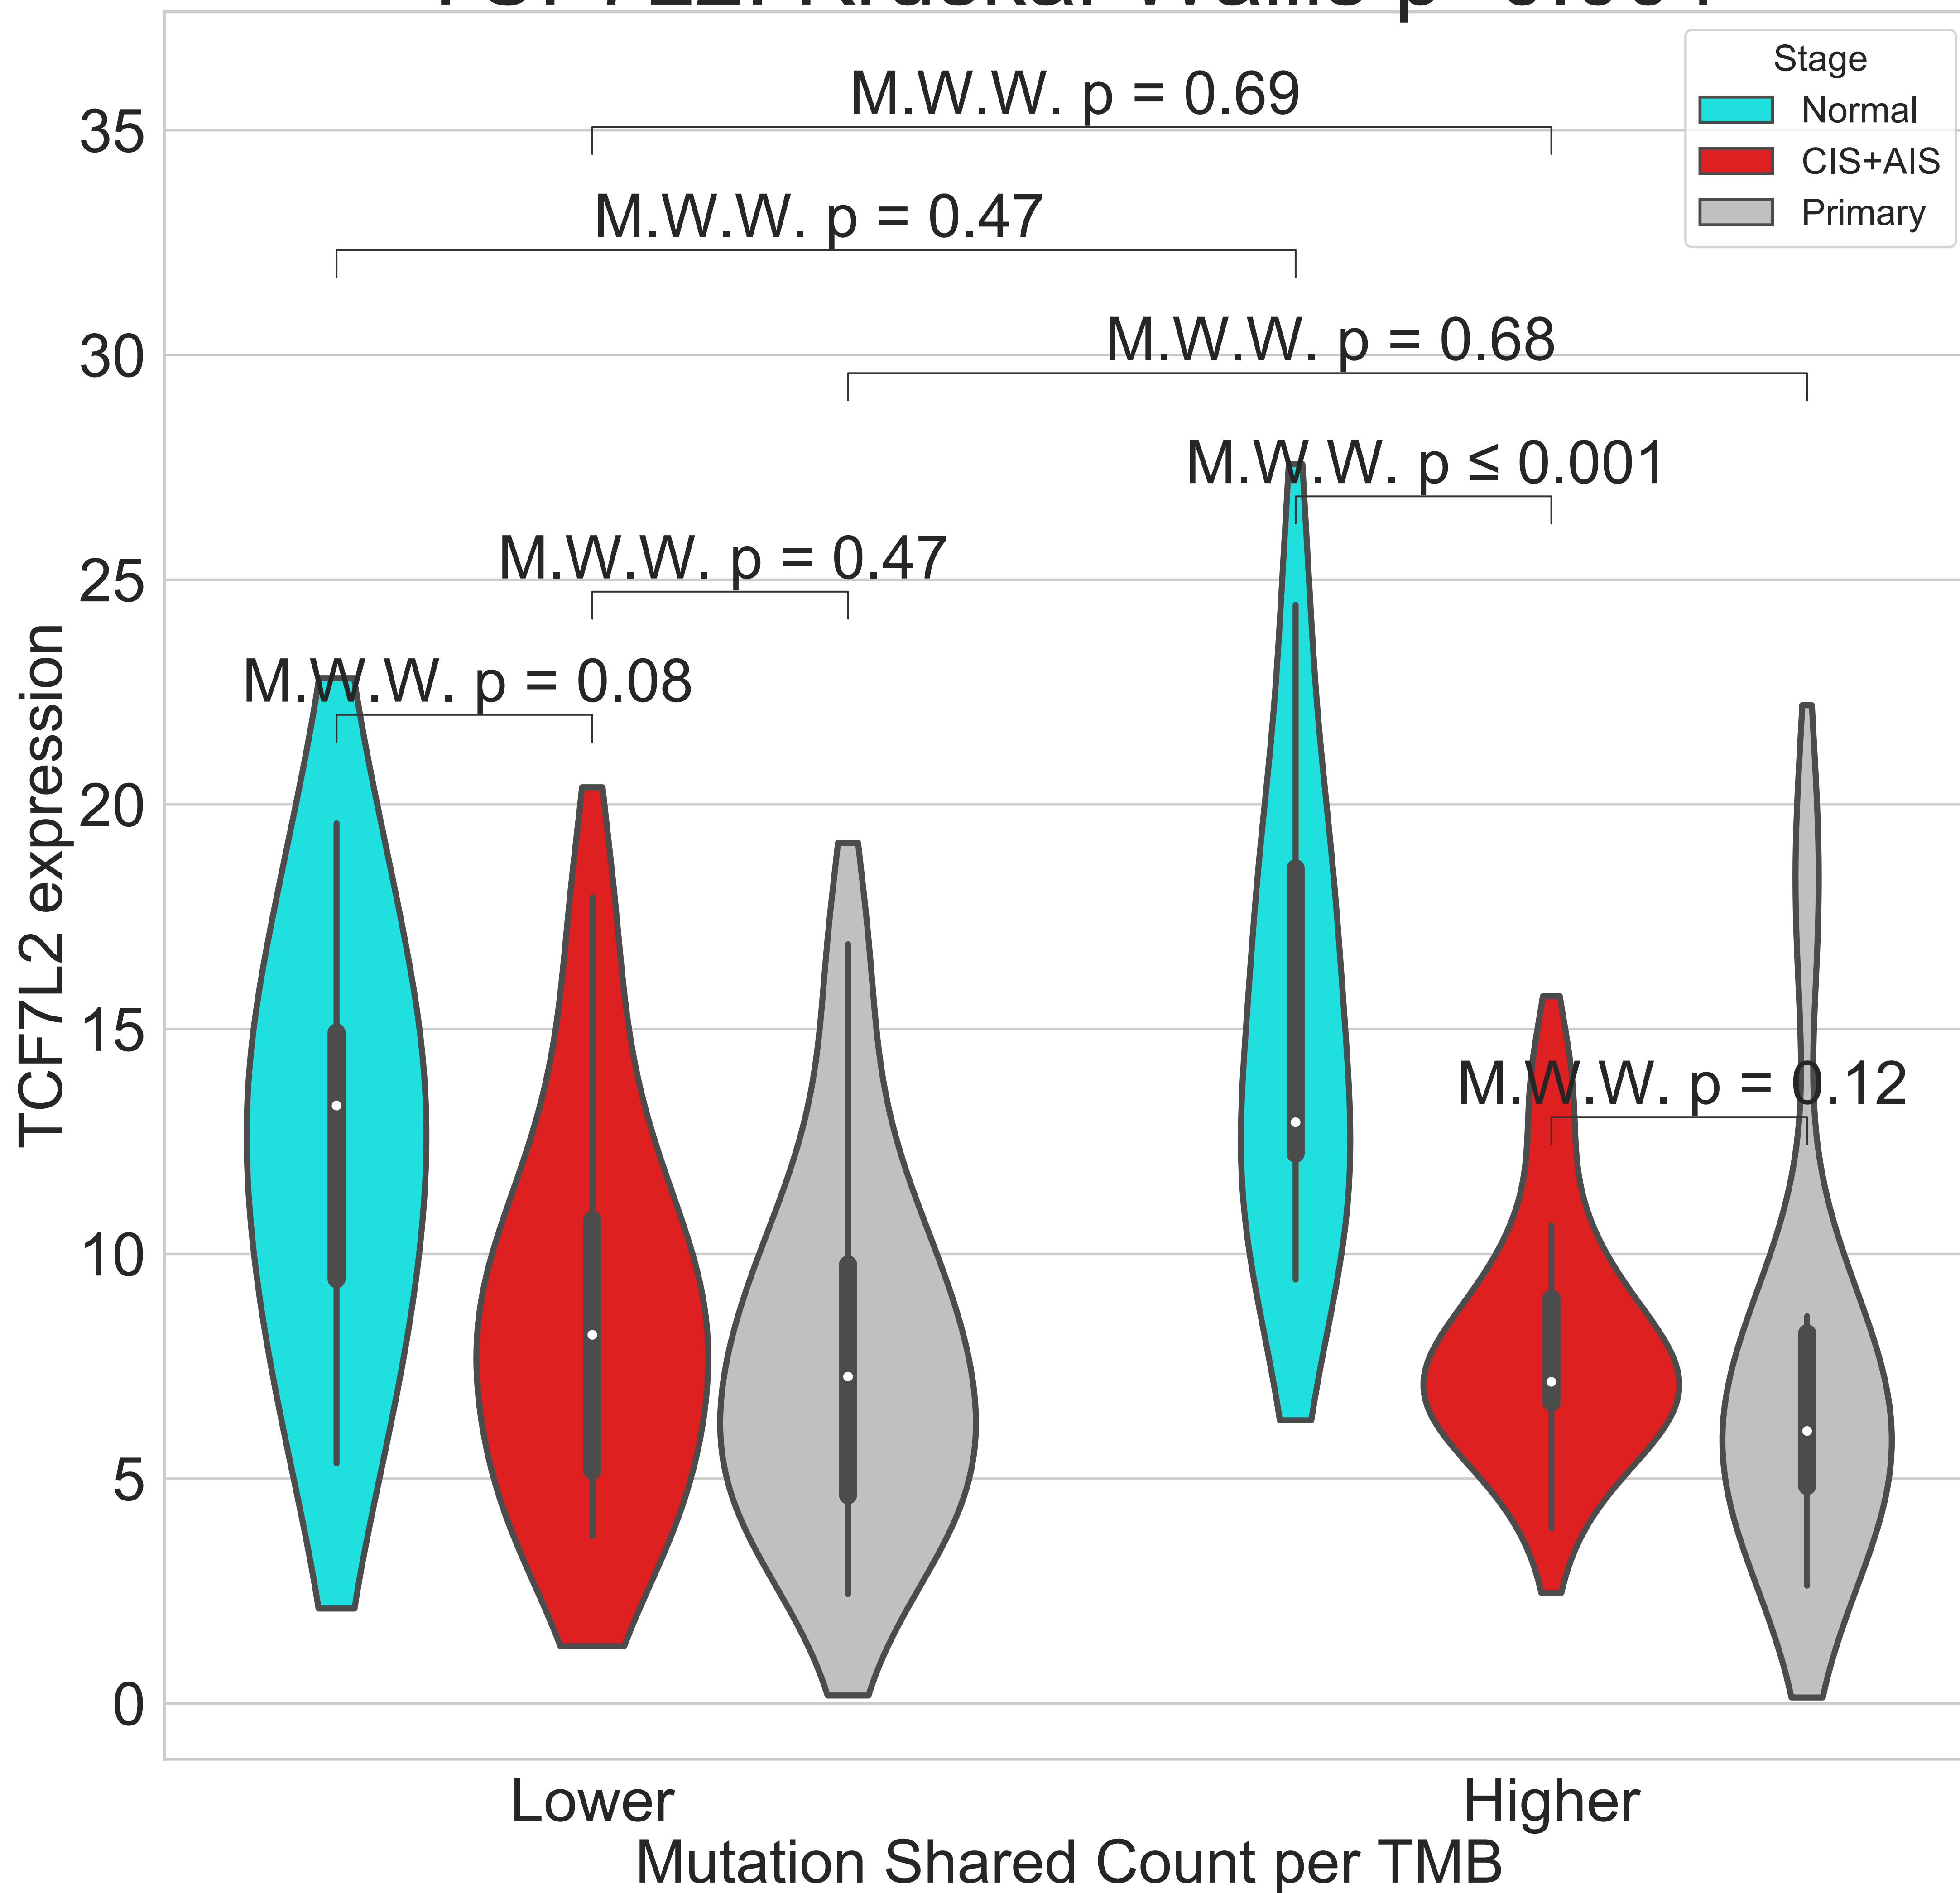 Stage
Normal
CIS+AIS
Primary
M.W.W. p = 0.69
M.W.W. p = 0.47
M.W.W. p = 0.68
M.W.W. p ≤ 0.001
M.W.W. p = 0.47
M.W.W. p = 0.08
M.W.W. p = 0.12
TCF7L2 expression
35
30
25
20
15
10
5
0
Lower
Higher
Mutation Shared Count per TMB